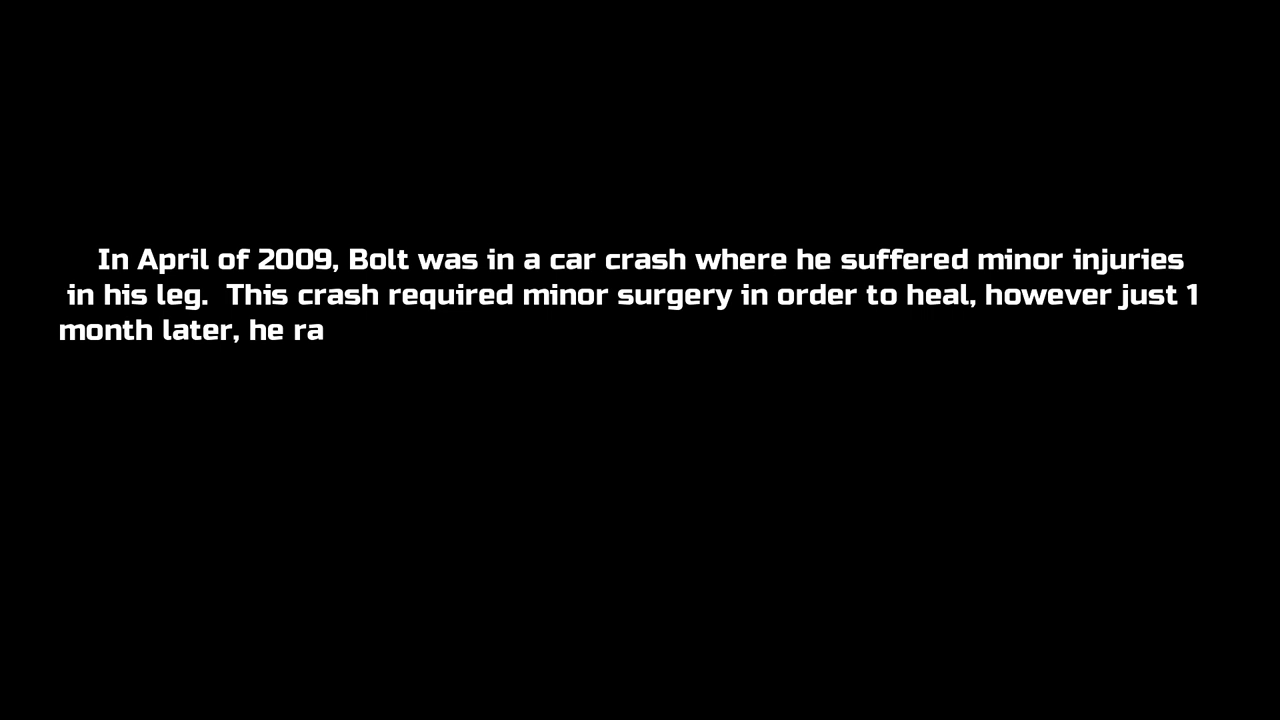 In April of 2009, Bolt was in a car crash where he suffered minor injuries
in his leg.  This crash required minor surgery in order to heal, however just 1
month later, he ra